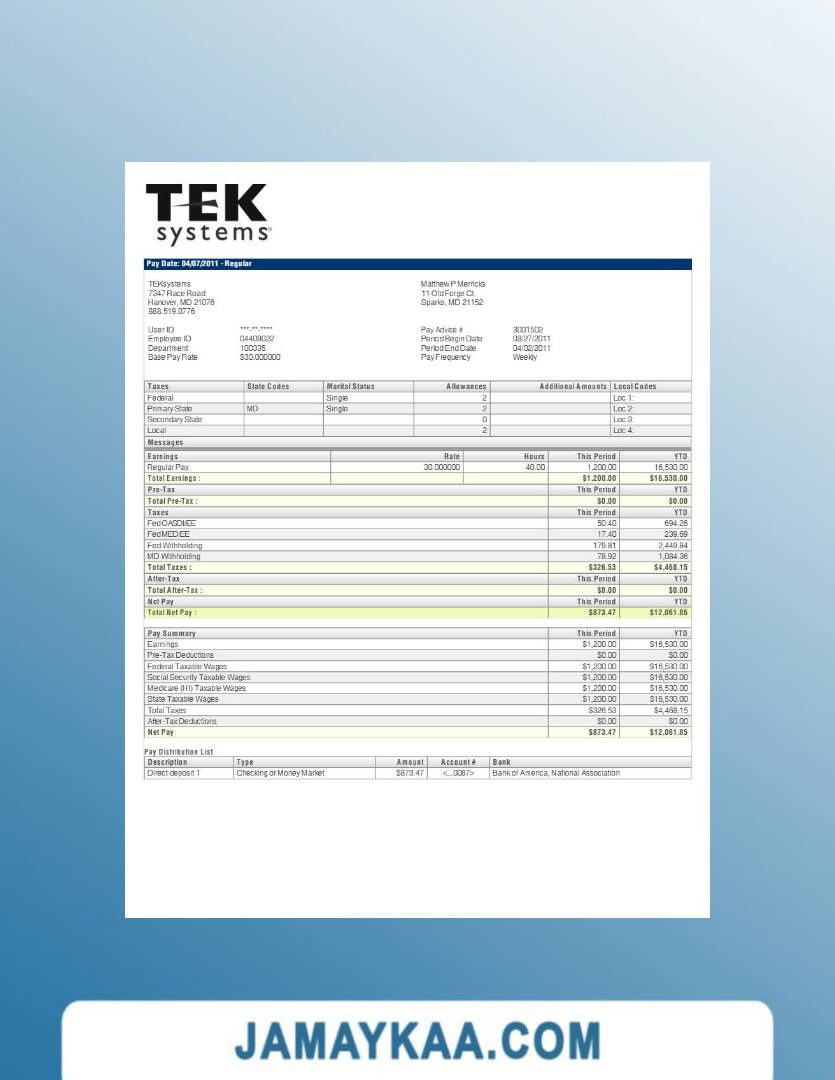 TEK
systems®
Pay Date: 04/07/2011 - Regular
TEKsystems Matthew P Merricks
7347 Race Road 11 Old Forge Ct
Hanover, MD 21076 Sparks, MD 21152
888.519.0776
User ID ***-**-**** Pay Advice # 3001502
Employee ID 04409022 Period Begin Date 03/27/2011
Department 100335 Period End Date 04/02/2011
Base Pay Rate $30.000000 Pay Frequency Weekly
Taxes State Codes Marital Status Allowances Additional Amounts Local Codes
Federal Single 2 Loc 1:
Primary State MD Single 2 Loc 2:
Secondary State 0 Loc 3:
Local 2 Loc 4:
Messages
Earnings Rate Hours This Period YTD
Regular Pay 30.000000 40.00 1,200.00 16,530.00
Total Earnings : $1,200.00 $16,530.00
Pre-Tax This Period YTD
Total Pre-Tax : $0.00 $0.00
Taxes This Period YTD
Fed OASDI/EE 50.40 694.26
Fed MED/EE 17.40 239.69
Fed Withholding 179.81 2,449.84
MD Withholding 78.92 1,084.36
Total Taxes : $326.53 $4,468.15
After-Tax This Period YTD
Total After-Tax : $0.00 $0.00
Net Pay This Period YTD
Total Net Pay : $873.47 $12,061.85
Pay Summary This Period YTD
Earnings $1,200.00 $16,530.00
Pre-Tax Deductions $0.00 $0.00
Federal Taxable Wages $1,200.00 $16,530.00
Social Security Taxable Wages $1,200.00 $16,530.00
Medicare (HI) Taxable Wages $1,200.00 $16,530.00
State Taxable Wages $1,200.00 $16,530.00
Total Taxes $326.53 $4,468.15
After-Tax Deductions $0.00 $0.00
Net Pay $873.47 $12,061.85
Pay Distribution List
Description Type Amount Account # Bank
Direct deposit 1 Checking or Money Market $873.47 <...0087> Bank of America, National Association
JAMAYKAA.COM